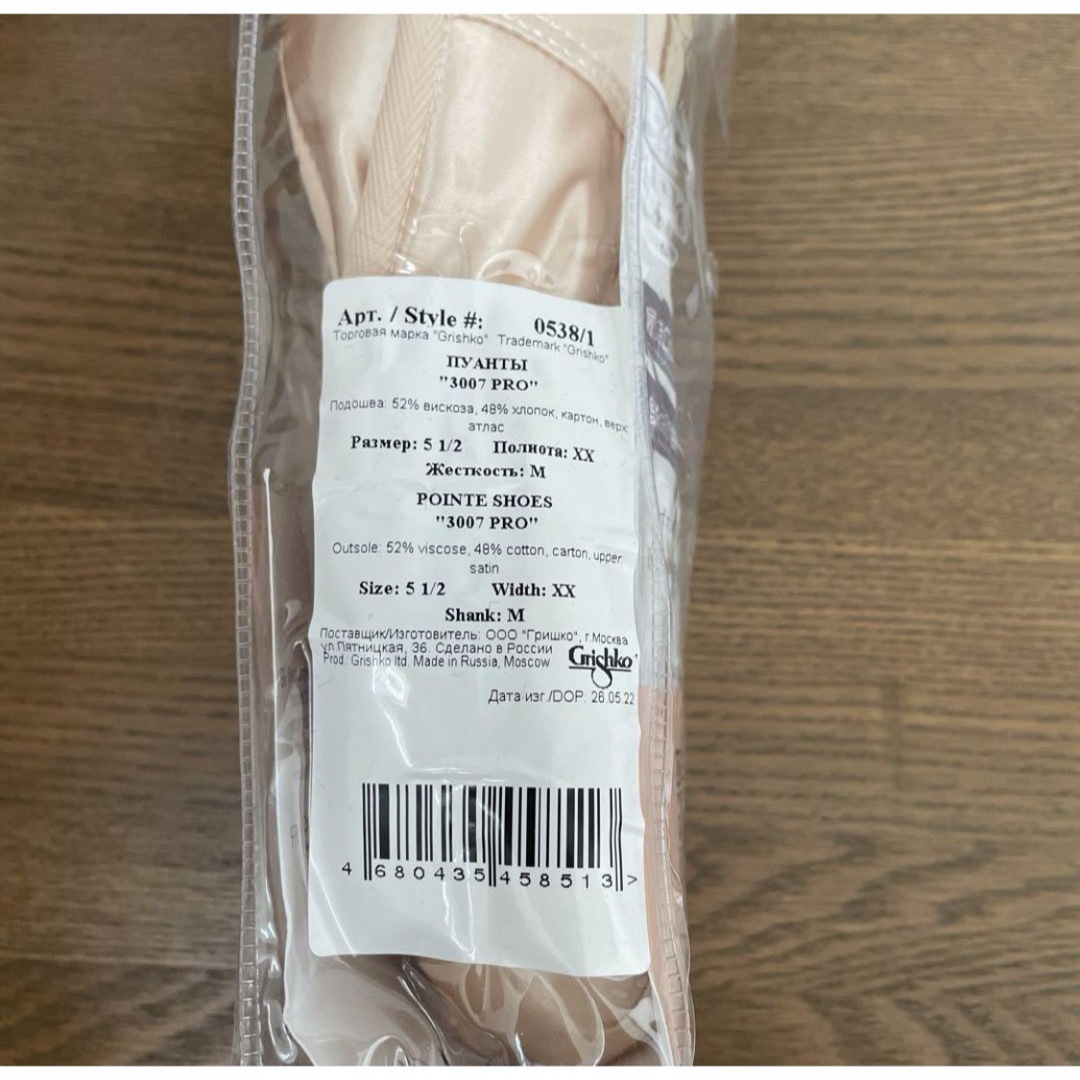 Арт. / Style #: 0538/1
Торговая марка "Grishko" Trademark "Grishko"
ПУАНТЫ
"3007 PRO"
Подошва: 52% вискоза, 48% хлопок, картон, верх:
атлас
Размер: 5 1/2 Полнота: XX
Жесткость: M
POINTE SHOES
"3007 PRO"
Outsole: 52% viscose, 48% cotton, carton, upper:
satin
Size: 5 1/2 Width: XX
Shank: M
Поставщик/Изготовитель: ООО "Гришко", г.Москва
ул.Пятницкая, 36. Сделано в России
Prod. Grishko ltd. Made in Russia, Moscow
Grishko
Дата изг./DOP: 26.05.22
4 680435 458513 >